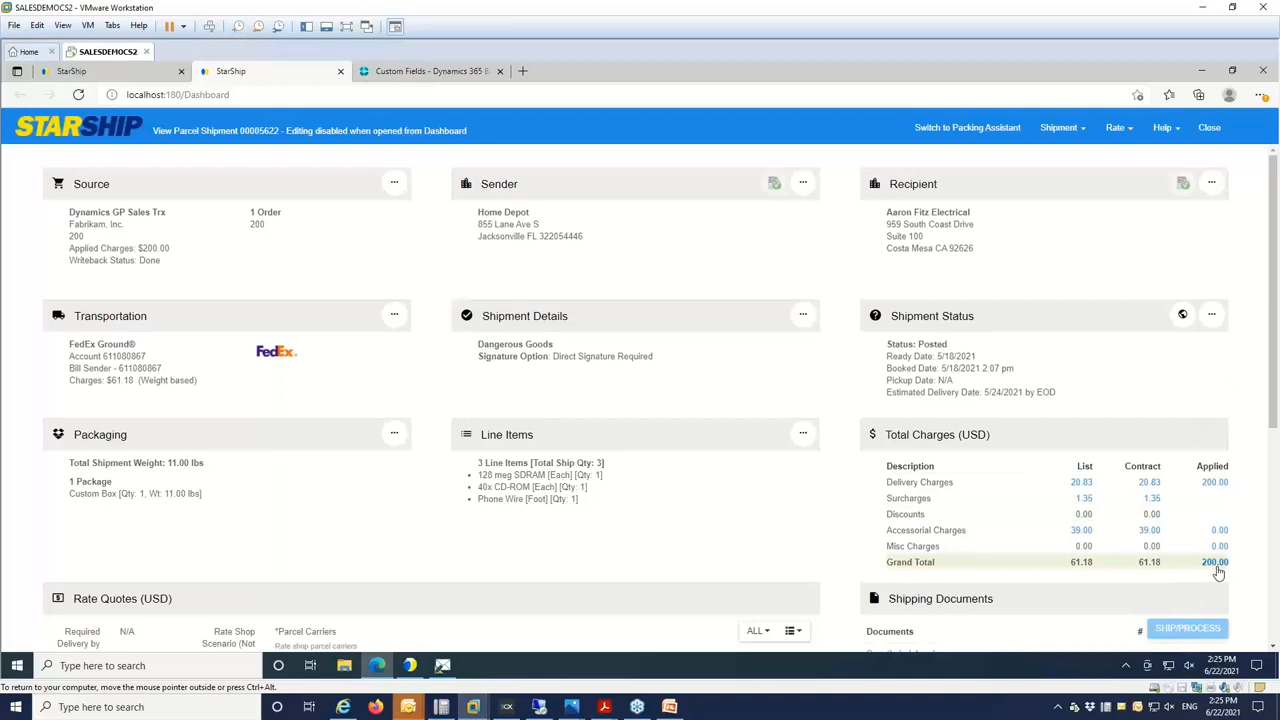 SALESDEMOCS2 - VMware Workstation
File Edit View VM Tabs Help
Home SALESDEMOCS2
StarShip StarShip Custom Fields - Dynamics 365 B
localhost:180/Dashboard
STARSHIP View Parcel Shipment 00005622 - Editing disabled when opened from Dashboard Switch to Packing Assistant Shipment Rate Help Close
Source
Dynamics GP Sales Trx 1 Order
Fabrikam, Inc. 200
200
Applied Charges: $200.00
Writeback Status: Done
Sender
Home Depot
855 Lane Ave S
Jacksonville FL 322054446
Recipient
Aaron Fitz Electrical
959 South Coast Drive
Suite 100
Costa Mesa CA 92626
Transportation
FedEx Ground®
Account 611080867
Bill Sender - 611080867
Charges: $61.18 (Weight based)
FedEx
Shipment Details
Dangerous Goods
Signature Option: Direct Signature Required
Shipment Status
Status: Posted
Ready Date: 5/18/2021
Booked Date: 5/18/2021 2:07 pm
Pickup Date: N/A
Estimated Delivery Date: 5/24/2021 by EOD
Packaging
Total Shipment Weight: 11.00 lbs
1 Package
Custom Box [Qty: 1, Wt: 11.00 lbs]
Line Items
3 Line Items [Total Ship Qty: 3]
• 128 meg SDRAM [Each] [Qty: 1]
• 40x CD-ROM [Each] [Qty: 1]
• Phone Wire [Foot] [Qty: 1]
Total Charges (USD)
Description List Contract Applied
Delivery Charges 20.83 20.83 200.00
Surcharges 1.35 1.35
Discounts 0.00 0.00
Accessorial Charges 39.00 39.00 0.00
Misc Charges 0.00 0.00 0.00
Grand Total 61.18 61.18 200.00
Rate Quotes (USD)
Required N/A Rate Shop *Parcel Carriers
Delivery by Scenario (Not Rate shop parcel carriers
ALL
Shipping Documents
Documents # SHIP/PROCESS
Type here to search 2:25 PM
6/22/2021
To return to your computer, move the mouse pointer outside or press Ctrl+Alt.
Type here to search 2:25 PM
6/22/2021